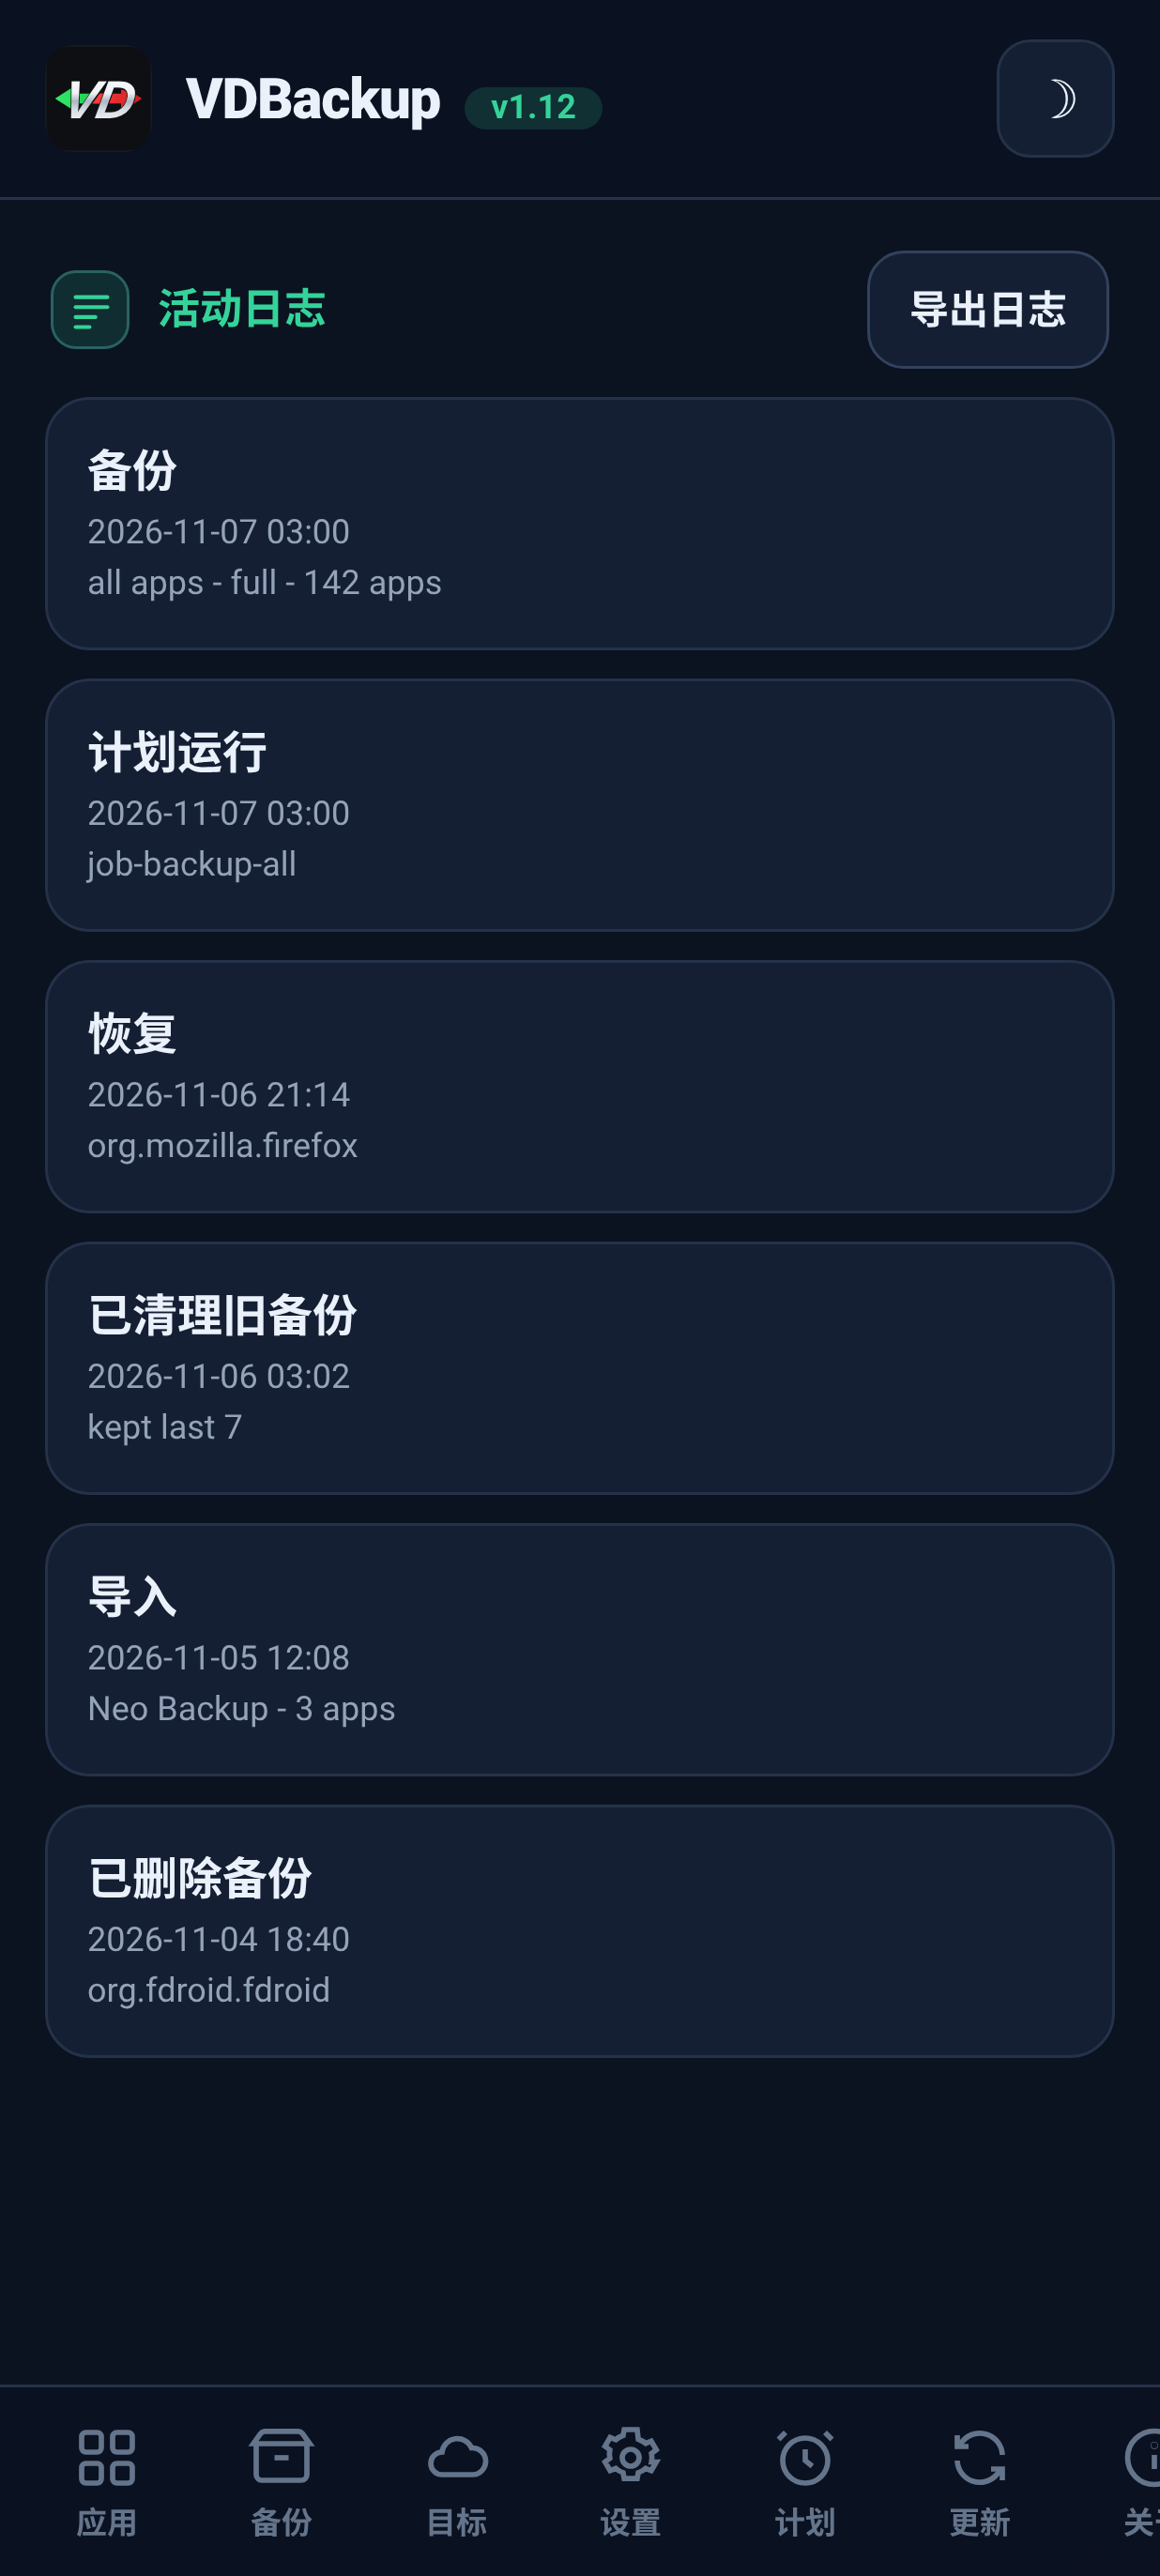 VD
VDBackup v1.12
活动日志
导出日志
备份
2026-11-07 03:00
all apps - full - 142 apps
计划运行
2026-11-07 03:00
job-backup-all
恢复
2026-11-06 21:14
org.mozilla.firefox
已清理旧备份
2026-11-06 03:02
kept last 7
导入
2026-11-05 12:08
Neo Backup - 3 apps
已删除备份
2026-11-04 18:40
org.fdroid.fdroid
应用 备份 目标 设置 计划 更新 关